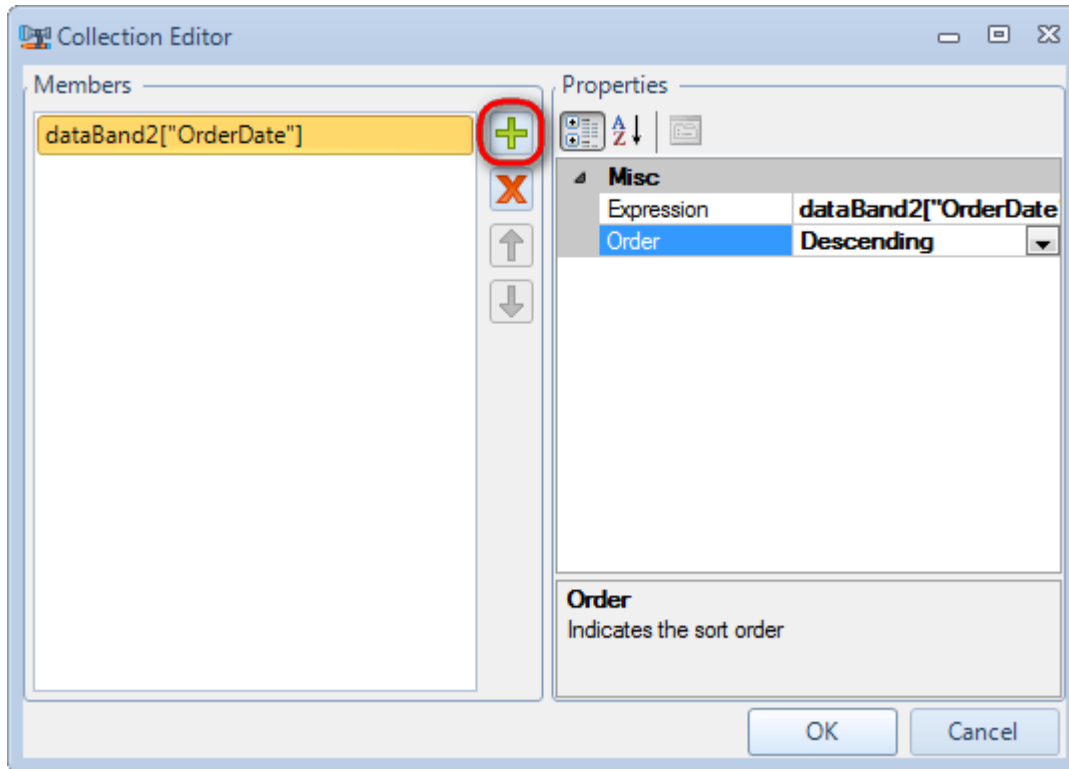 Collection Editor
Members
Properties
dataBand2["OrderDate"]
A
Z
Misc
Expression dataBand2["OrderDate
Order Descending
Order
Indicates the sort order
OK Cancel